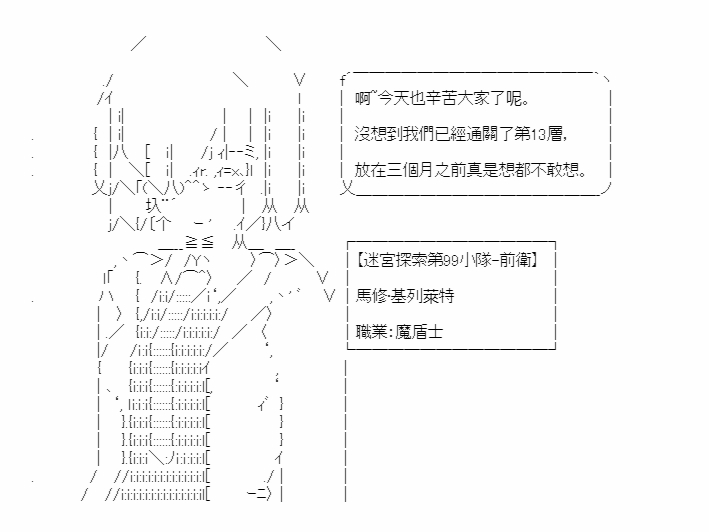 啊~今天也辛苦大家了呢。
沒想到我們已經通關了第13層，
放在三個月之前真是想都不敢想。
【迷宮探索第99小隊-前衛】
馬修·基列萊特
職業：魔盾士